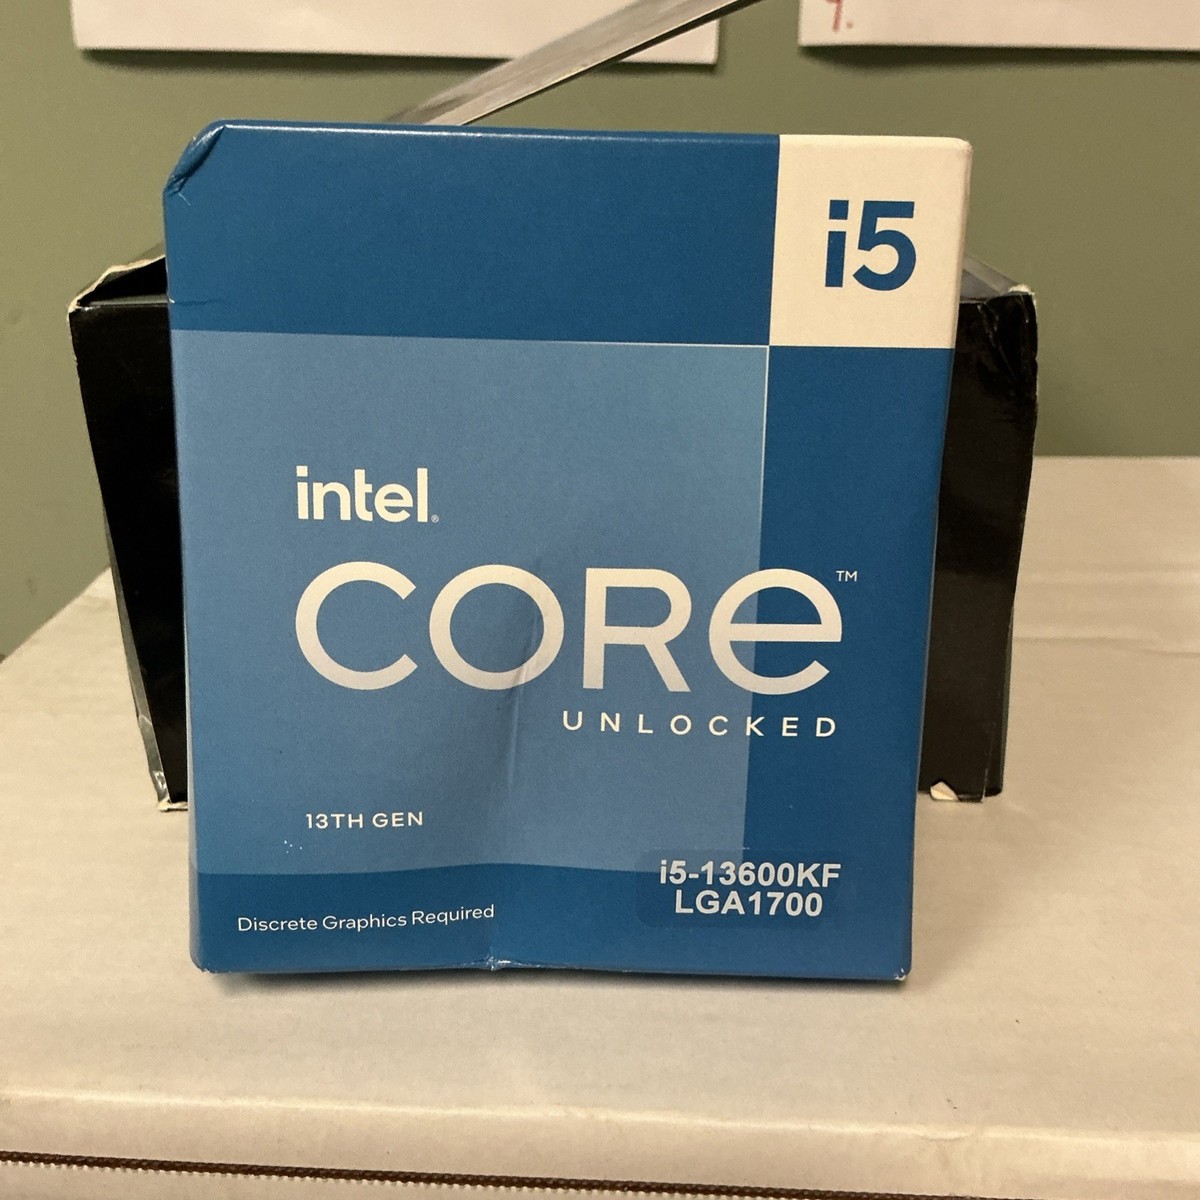 i5
intel®
CORE™
UNLOCKED
13TH GEN
i5-13600KF
LGA1700
Discrete Graphics Required